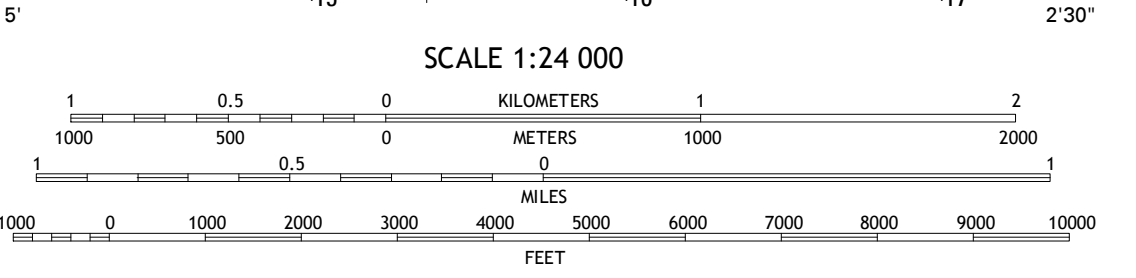 5' 2'30"
SCALE 1:24 000
1 0.5 0 KILOMETERS 1 2
1000 500 0 METERS 1000 2000
1 0.5 0 1
MILES
1000 0 1000 2000 3000 4000 5000 6000 7000 8000 9000 10000
FEET